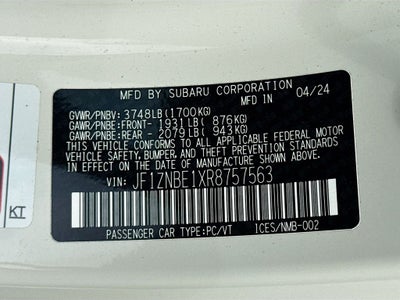 MFD BY SUBARU CORPORATION
MFD IN 04/24
GVWR/PNBV: 3748LB(1700KG)
GAWR/PNBE:FRONT- 1931LB( 876KG)
GAWR/PNBE:REAR - 2079LB( 943KG)
THIS VEHICLE CONFORMS TO ALL APPLICABLE FEDERAL MOTOR
VEHICLE SAFETY, BUMPER, AND THEFT PREVENTION STANDARDS
IN EFFECT ON THE DATE OF MANUFACTURE SHOWN ABOVE.
VIN: JF1ZNBE1XR8757563
PASSENGER CAR TYPE:PC/VT ICES/NMB-002
KT